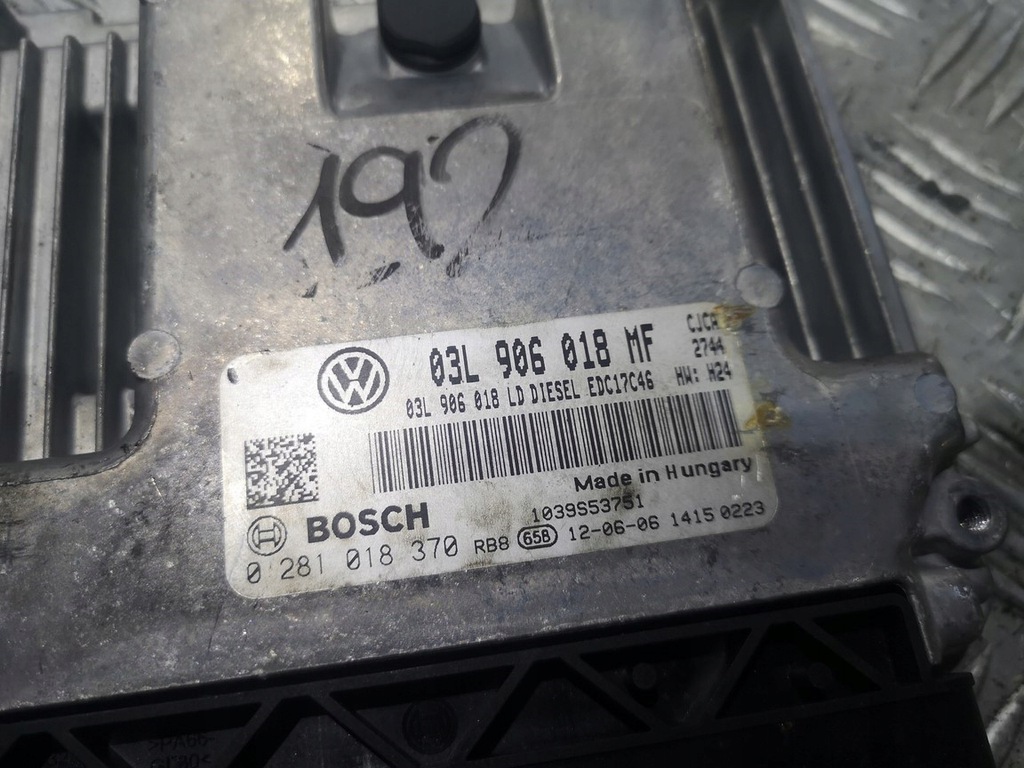 192
03L 906 018 MF CJCA
2744
03L 906 018 LD DIESEL EDC17C46 HW: H24
Made in Hungary
BOSCH 1039S53751
0 281 018 370 RB8 658 12-06-06 1415 0223